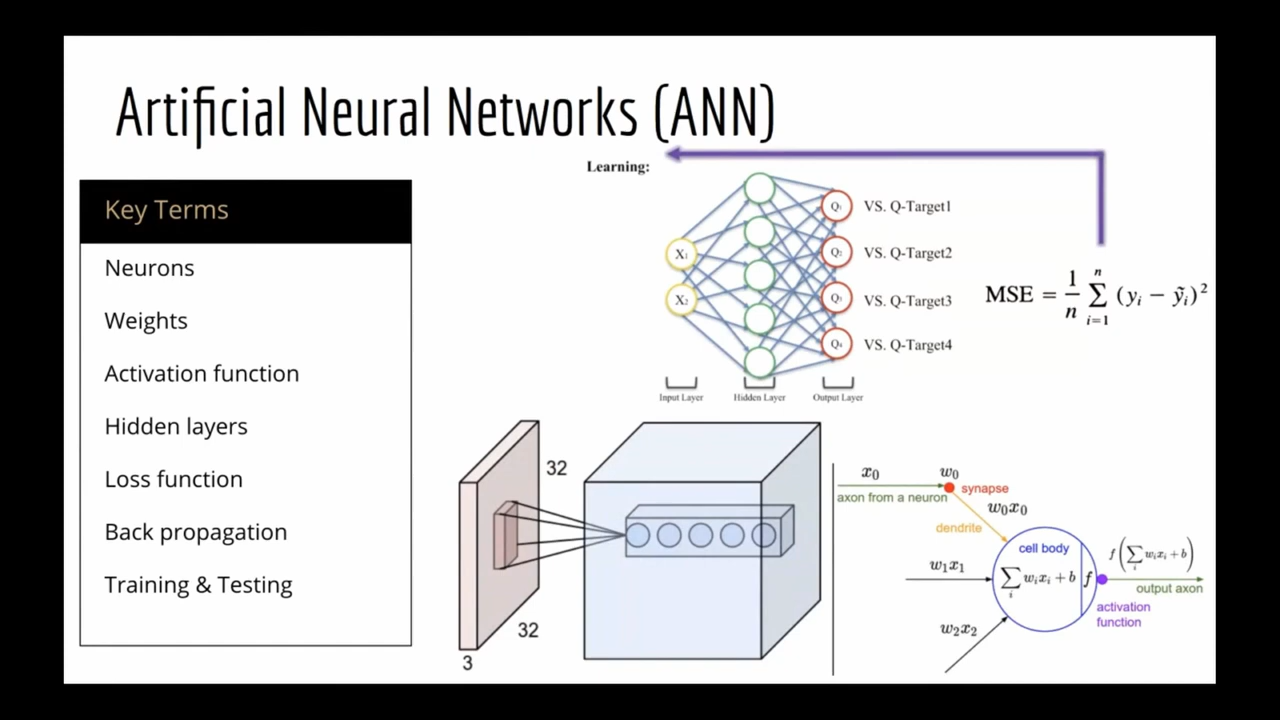 Artificial Neural Networks (ANN)
Key Terms
Neurons
Weights
Activation function
Hidden layers
Loss function
Back propagation
Training & Testing
Learning:
X₁
X₂
Q₁ VS. Q-Target1
Q₂ VS. Q-Target2
Q₃ VS. Q-Target3
Q₄ VS. Q-Target4
Input Layer
Hidden Layer
Output Layer
MSE = 1/n ∑ i=1 n (yᵢ − ỹᵢ)²
32
32
3
x₀
w₀
axon from a neuron
synapse
w₀x₀
dendrite
cell body
w₁x₁
∑ᵢ wᵢxᵢ + b
f
f(∑ᵢ wᵢxᵢ + b)
output axon
activation
function
w₂x₂